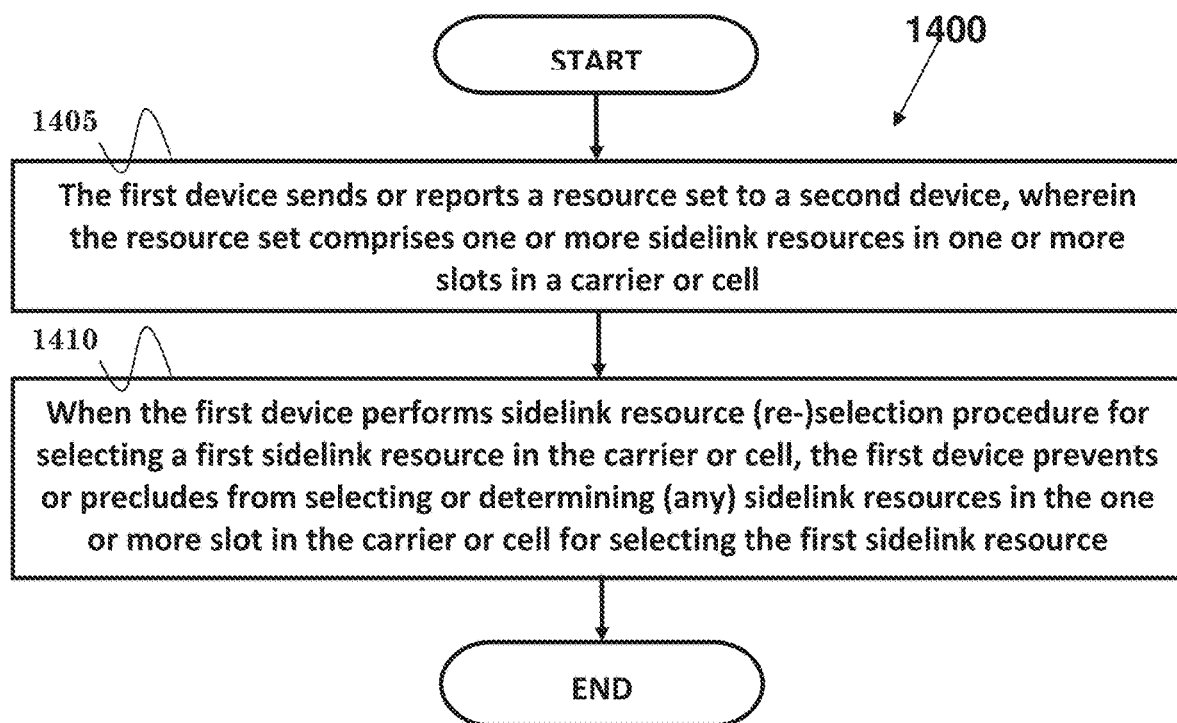 1400
START
1405
The first device sends or reports a resource set to a second device, wherein
the resource set comprises one or more sidelink resources in one or more
slots in a carrier or cell
1410
When the first device performs sidelink resource (re-)selection procedure for
selecting a first sidelink resource in the carrier or cell, the first device prevents
or precludes from selecting or determining (any) sidelink resources in the one
or more slot in the carrier or cell for selecting the first sidelink resource
END